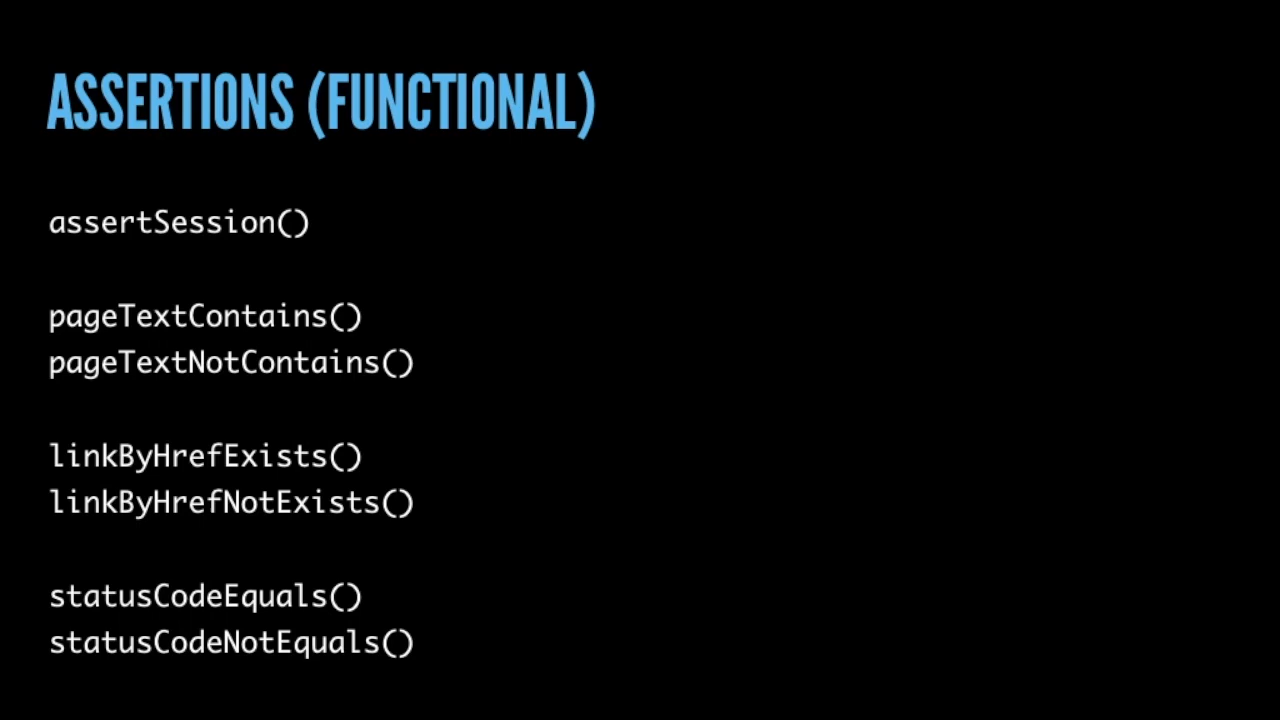 ASSERTIONS (FUNCTIONAL)
assertSession()
pageTextContains()
pageTextNotContains()
linkByHrefExists()
linkByHrefNotExists()
statusCodeEquals()
statusCodeNotEquals()